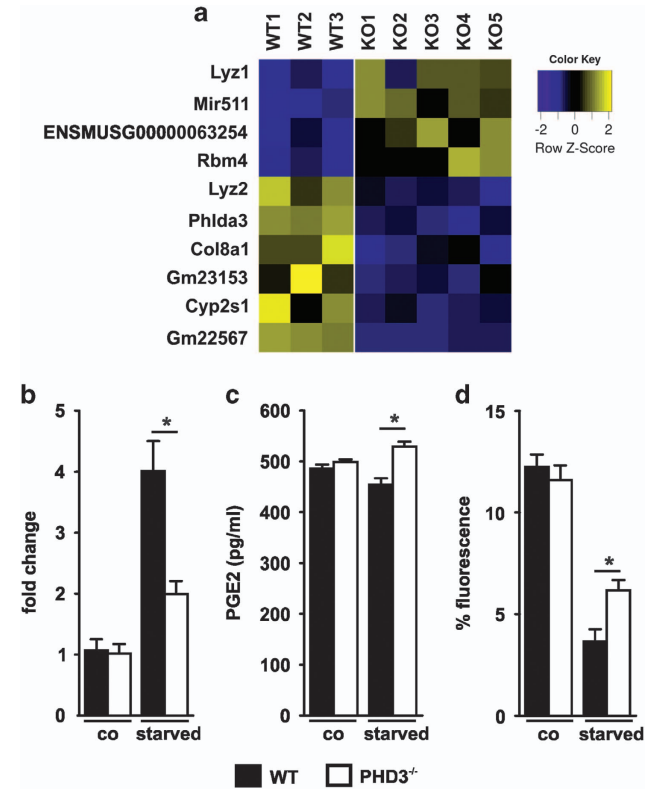 a
WT1 WT2 WT3 KO1 KO2 KO3 KO4 KO5
Lyz1
Mir511
ENSMUSG00000063254
Rbm4
Lyz2
Phlda3
Col8a1
Gm23153
Cyp2s1
Gm22567
Color Key
-2 0 2
Row Z-Score
b
fold change
5
4
3
2
1
0
*
co starved
c
PGE2 (pg/ml)
600
500
400
300
200
100
0
*
co starved
d
% fluorescence
15
10
5
0
*
co starved
WT PHD3-/-